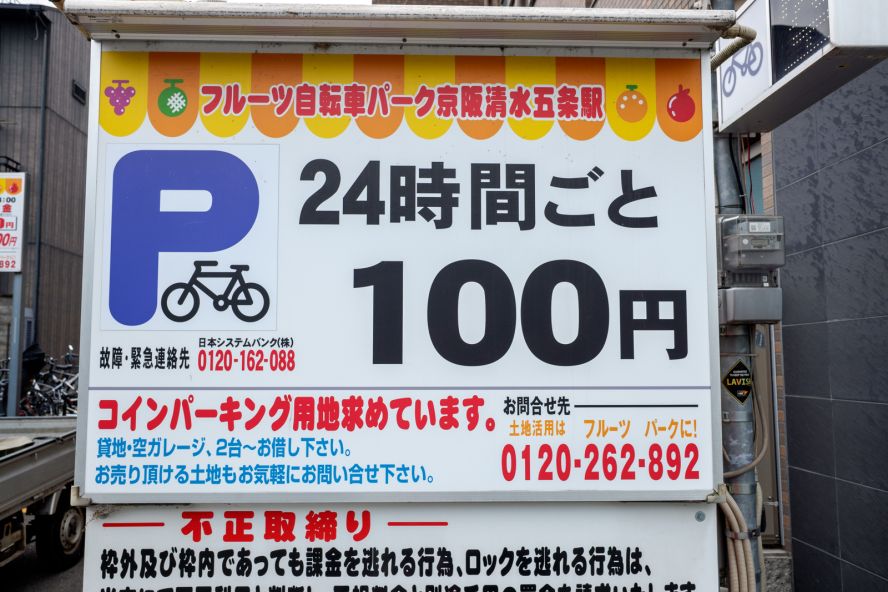 フルーツ自転車パーク京阪清水五条駅
P
24時間ごと
100円
故障・緊急連絡先
日本システムバンク(株)
0120-162-088
コインパーキング用地求めています。
貸地・空ガレージ、2台〜お借し下さい。
お売り頂ける土地もお気軽にお問い合せ下さい。
お問合せ先
土地活用は フルーツ パークに!
0120-262-892
不正取締り
枠外及び枠内であっても課金を逃れる行為、ロックを逃れる行為は、
LAVIS
金
00円
892